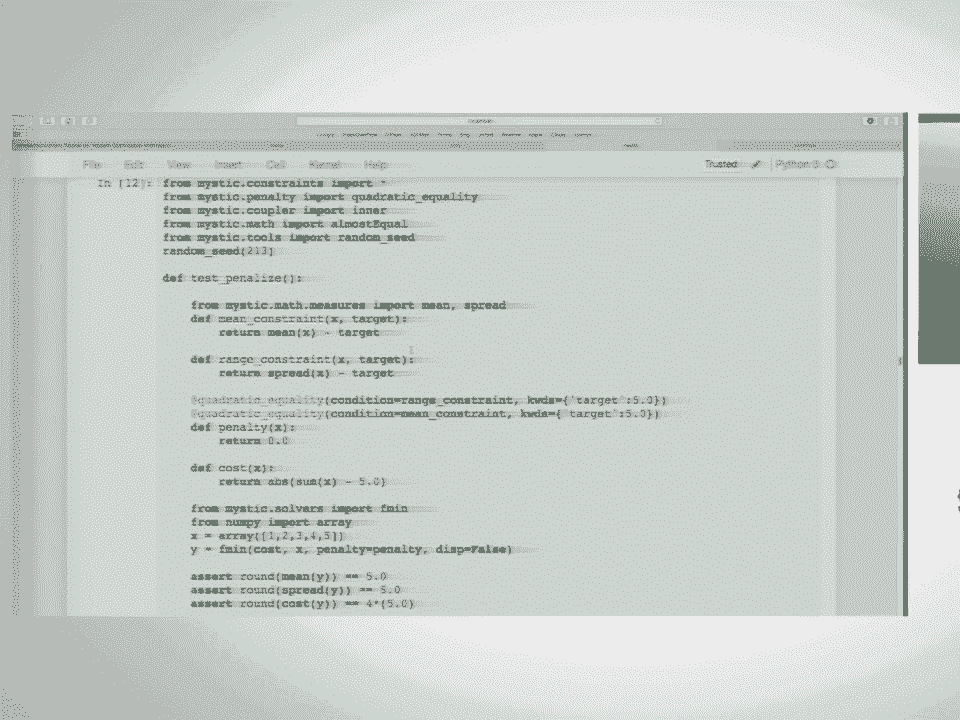 File Edit View Insert Cell Kernel Help Trusted Python 3
In [12]: from mystic.constraints import *
from mystic.penalty import quadratic_equality
from mystic.coupler import inner
from mystic.math import almostEqual
from mystic.tools import random_seed
random_seed(213)
def test_penalize():
from mystic.math.measures import mean, spread
def mean_constraint(x, target):
return mean(x) - target
def range_constraint(x, target):
return spread(x) - target
@quadratic_equality(condition=range_constraint, kwds={'target':5.0})
@quadratic_equality(condition=mean_constraint, kwds={'target':5.0})
def penalty(x):
return 0.0
def cost(x):
return abs(sum(x) - 5.0)
from mystic.solvers import fmin
from numpy import array
x = array([1,2,3,4,5])
y = fmin(cost, x, penalty=penalty, disp=False)
assert round(mean(y)) == 5.0
assert round(spread(y)) == 5.0
assert round(cost(y)) == 4*(5.0)